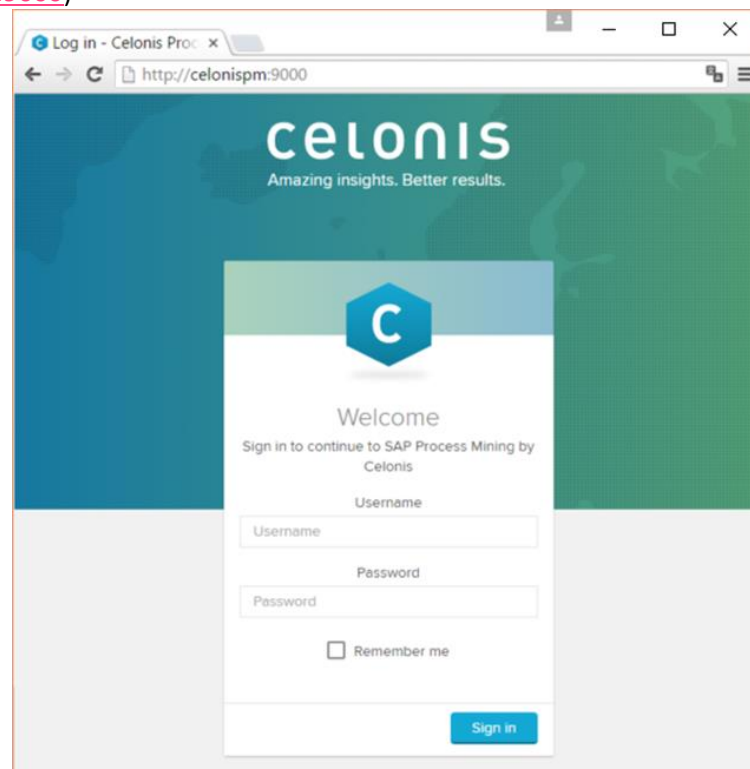 Log in - Celonis Proc
http://celonispm:9000
celonis
Amazing insights. Better results.
C
Welcome
Sign in to continue to SAP Process Mining by
Celonis
Username
Username
Password
Password
Remember me
Sign in